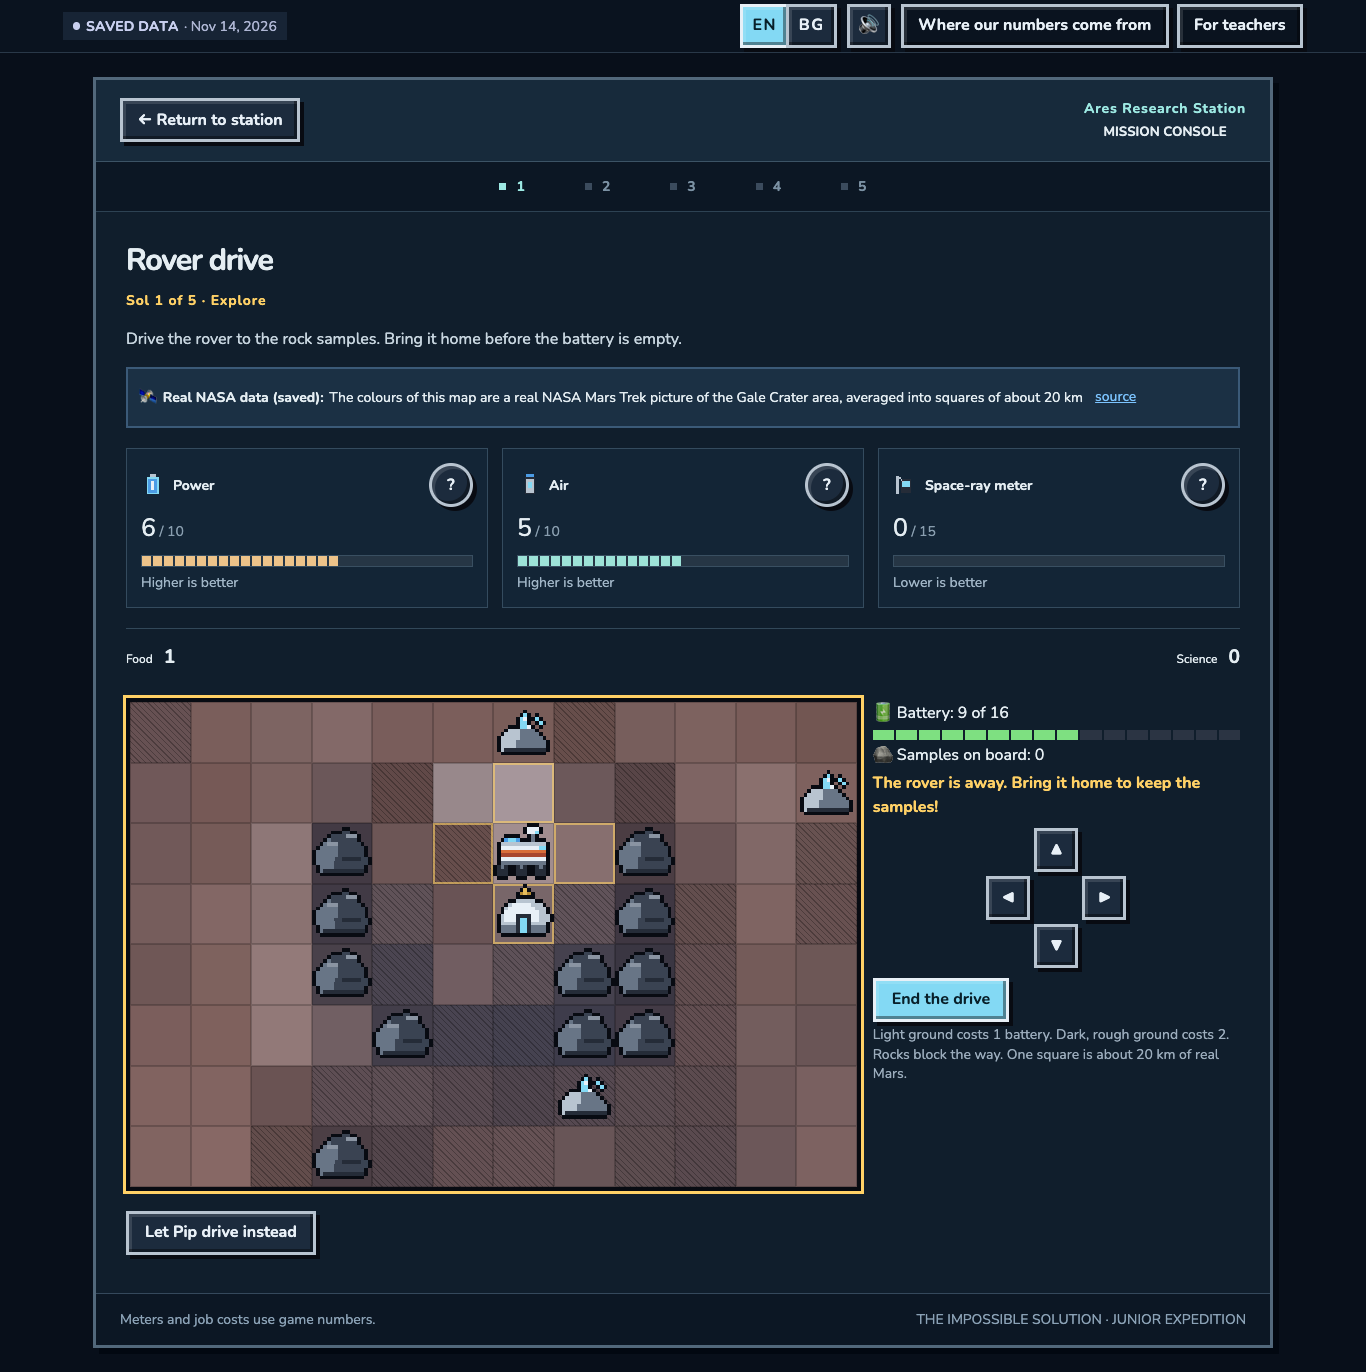 SAVED DATA · Nov 14, 2026
EN
BG
Where our numbers come from
For teachers
← Return to station
Ares Research Station
MISSION CONSOLE
1
2
3
4
5
Rover drive
Sol 1 of 5 · Explore
Drive the rover to the rock samples. Bring it home before the battery is empty.
Real NASA data (saved): The colours of this map are a real NASA Mars Trek picture of the Gale Crater area, averaged into squares of about 20 km source
Power
?
6 / 10
Higher is better
Air
?
5 / 10
Higher is better
Space-ray meter
?
0 / 15
Lower is better
Food 1
Science 0
Battery: 9 of 16
Samples on board: 0
The rover is away. Bring it home to keep the
samples!
▲
◄
►
▼
End the drive
Light ground costs 1 battery. Dark, rough ground costs 2.
Rocks block the way. One square is about 20 km of real
Mars.
Let Pip drive instead
Meters and job costs use game numbers.
THE IMPOSSIBLE SOLUTION · JUNIOR EXPEDITION